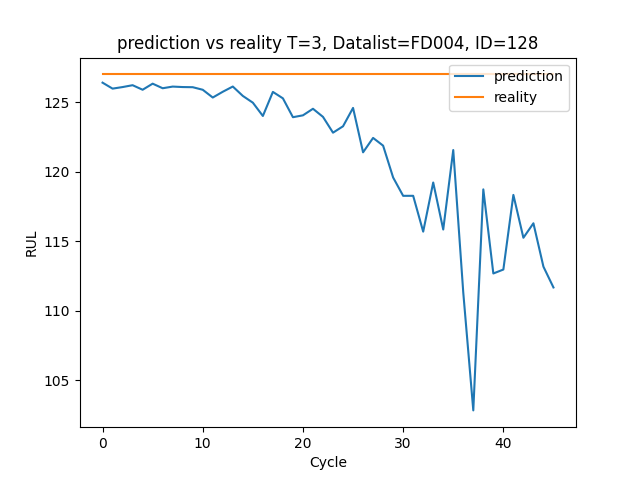 prediction vs reality T=3, Datalist=FD004, ID=128
prediction
reality
125
120
115
110
105
RUL
0 10 20 30 40
Cycle